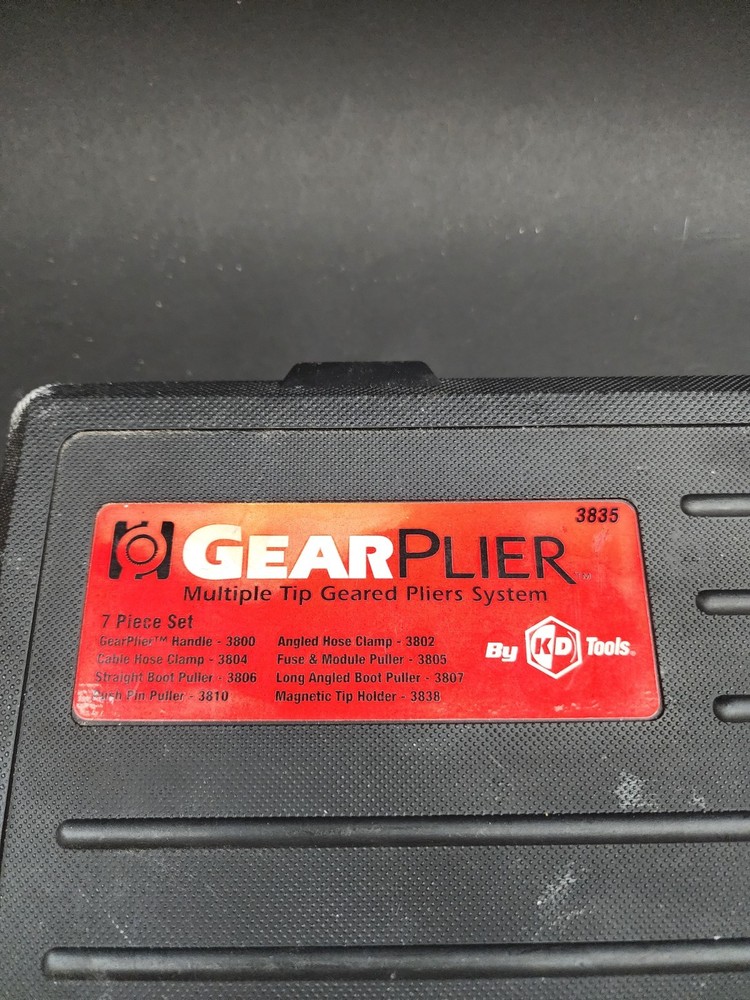 3835
GEARPLIER™
Multiple Tip Geared Pliers System
7 Piece Set
GearPlier™ Handle - 3800 Angled Hose Clamp - 3802
Cable Hose Clamp - 3804 Fuse & Module Puller - 3805
Straight Boot Puller - 3806 Long Angled Boot Puller - 3807
Push Pin Puller - 3810 Magnetic Tip Holder - 3838
By KD Tools®